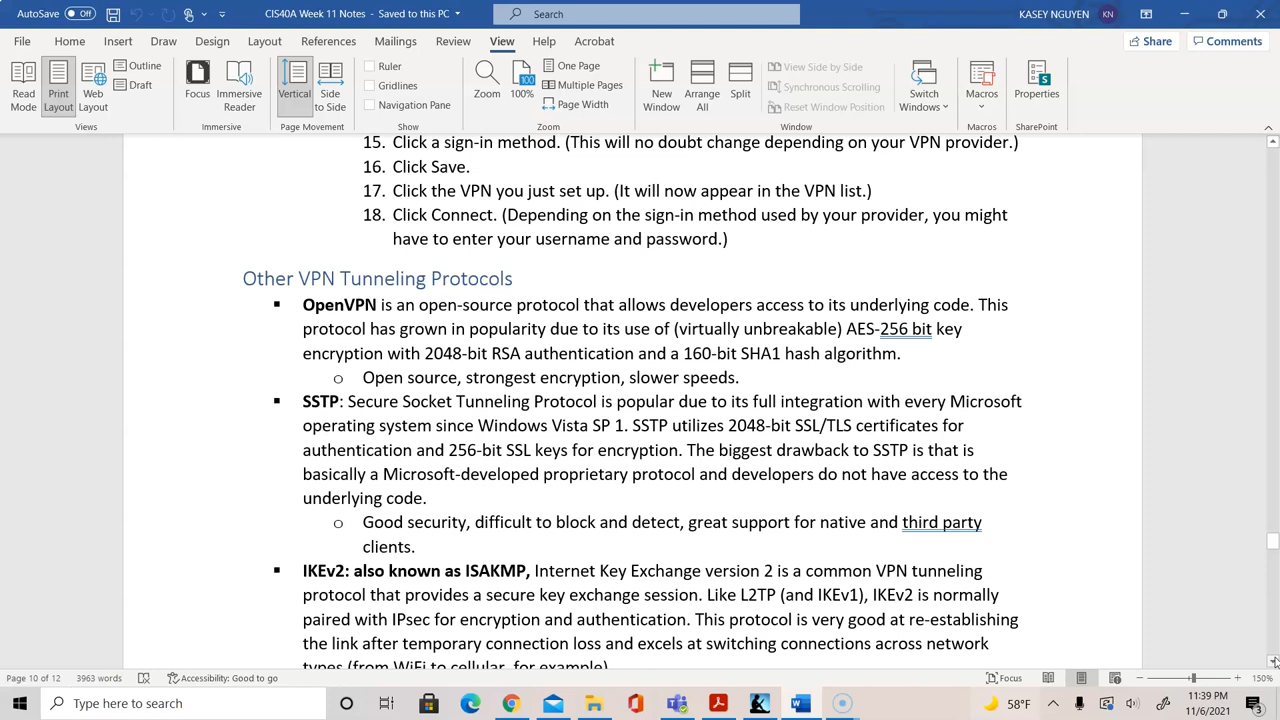 AutoSave Off CIS40A Week 7 - Saved to this PC Search KASEY NGUYEN KN
File Home Insert Draw Design Layout References Mailings Review View Help Acrobat Share Comments
Read Mode Print Layout Web Layout Outline Draft Focus Immersive Reader Vertical Side to Side Ruler Gridlines Navigation Pane Zoom 100 100% One Page Multiple Pages Page Width New Window Arrange All Split View Side by Side Synchronous Scrolling Reset Window Position Switch Windows Macros Properties
Views Immersive Page Movement Show Zoom Window Macros SharePoint
15. Click a sign-in method. (This will no doubt change depending on your VPN provider.)
16. Click Save.
17. Click the VPN you just set up. (It will now appear in the VPN list.)
18. Click Connect. (Depending on the sign-in method used by your provider, you might
have to enter your username and password.)
Other VPN Tunneling Protocols
▪ OpenVPN is an open-source protocol that allows developers access to its underlying code. This
protocol has grown in popularity due to its use of (virtually unbreakable) AES-256 bit key
encryption with 2048-bit RSA authentication and a 160-bit SHA1 hash algorithm.
o Open source, strongest encryption, slower speeds.
▪ SSTP: Secure Socket Tunneling Protocol is popular due to its full integration with every Microsoft
operating system since Windows Vista SP 1. SSTP utilizes 2048-bit SSL/TLS certificates for
authentication and 256-bit SSL keys for encryption. The biggest drawback to SSTP is that is
basically a Microsoft-developed proprietary protocol and developers do not have access to the
underlying code.
o Good security, difficult to block and detect, great support for native and third party
clients.
▪ IKEv2: also known as ISAKMP, Internet Key Exchange version 2 is a common VPN tunneling
protocol that provides a secure key exchange session. Like L2TP (and IKEv1), IKEv2 is normally
paired with IPsec for encryption and authentication. This protocol is very good at re-establishing
the link after temporary connection loss and excels at switching connections across network
types (from WiFi to cellular, for example).
Page 10 of 12 3963 words Accessibility: Good to go Focus 150%
Type here to search 58°F 11:39 PM
11/6/2021 3